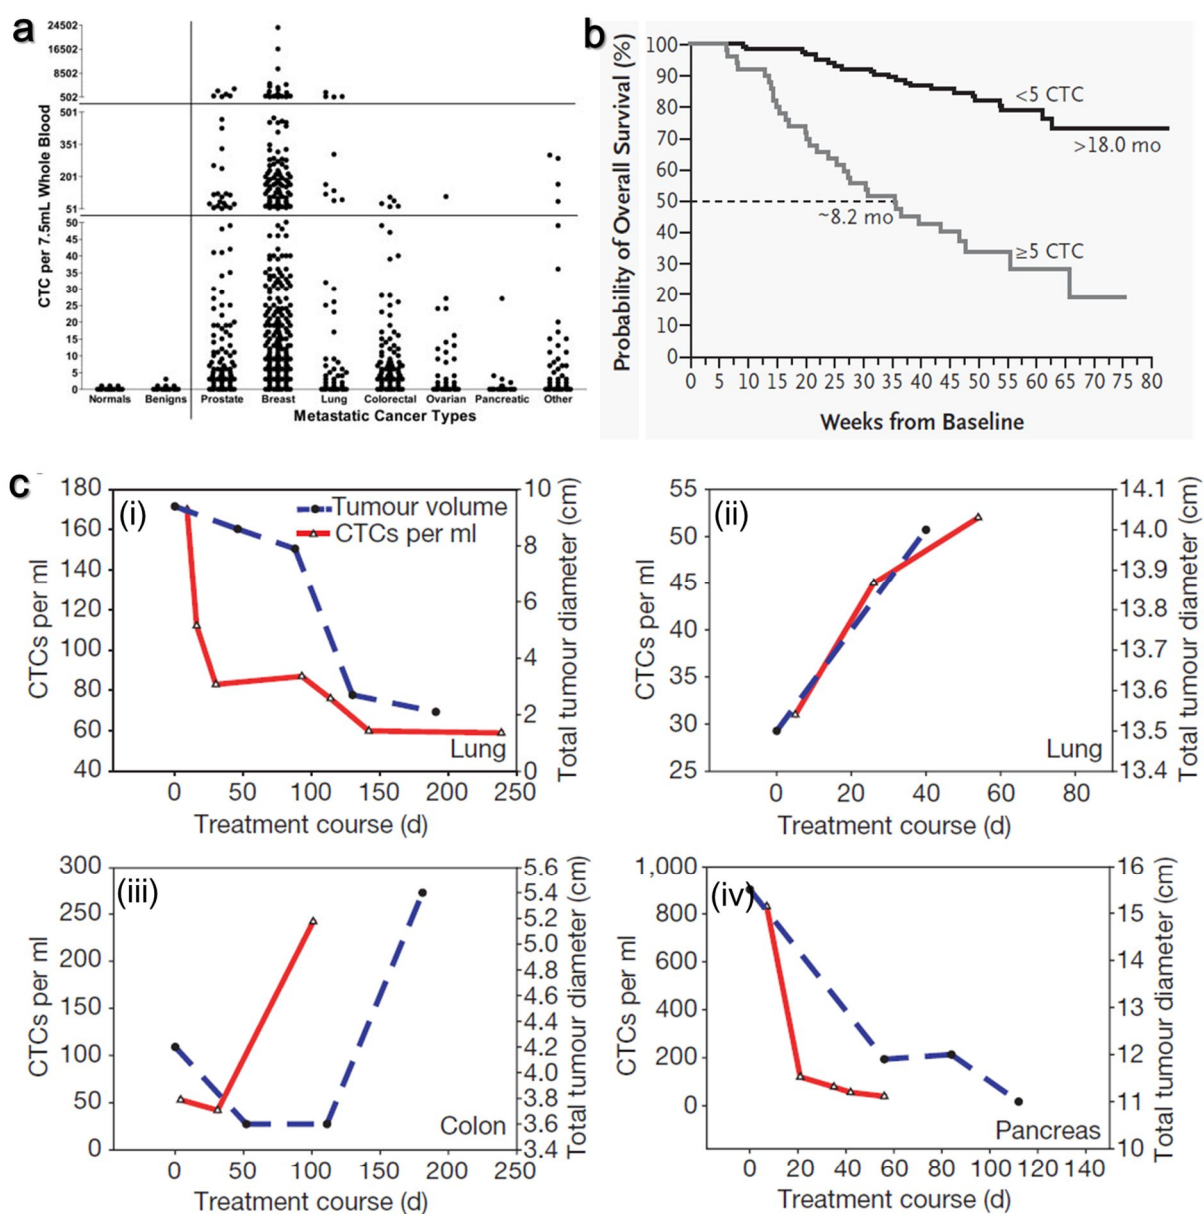 a
CTC per 7.5mL Whole Blood
24502
16502
8502
502
501
351
201
51
50
45
40
35
30
25
20
15
10
5
0
Normals Benigns Prostate Breast Lung Colorectal Ovarian Pancreatic Other
Metastatic Cancer Types
b
Probability of Overall Survival (%)
100
90
80
70
60
50
40
30
20
10
0
<5 CTC
>18.0 mo
~8.2 mo
≥5 CTC
0 5 10 15 20 25 30 35 40 45 50 55 60 65 70 75 80
Weeks from Baseline
c
(i)
CTCs per ml
180
160
140
120
100
80
60
40
Tumour volume
CTCs per ml
Lung
10
8
6
4
2
0
Total tumour diameter (cm)
0 50 100 150 200 250
Treatment course (d)
(ii)
CTCs per ml
55
50
45
40
35
30
25
Lung
14.1
14.0
13.9
13.8
13.7
13.6
13.5
13.4
Total tumour diameter (cm)
0 20 40 60 80
Treatment course (d)
(iii)
CTCs per ml
300
250
200
150
100
50
0
Colon
5.6
5.4
5.2
5.0
4.8
4.6
4.4
4.2
4.0
3.8
3.6
3.4
Total tumour diameter (cm)
0 50 100 150 200 250
Treatment course (d)
(iv)
CTCs per ml
1,000
800
600
400
200
0
Pancreas
16
15
14
13
12
11
10
Total tumour diameter (cm)
0 20 40 60 80 100 120 140
Treatment course (d)